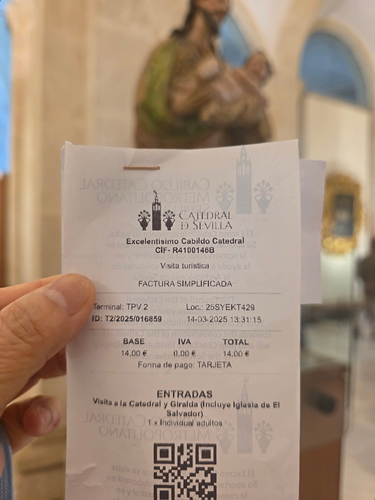 CATEDRAL
DE SEVILLA
Excelentísimo Cabildo Catedral
CIF- R4100146B
Visita turística
FACTURA SIMPLIFICADA
Terminal: TPV 2 Loc.: 25SYEKT428
ID: T2/2025/016859 14-03-2025 13:31:15
BASE IVA TOTAL
14.00 € 0.00 € 14.00 €
Forma de pago: TARJETA
ENTRADAS
Visita a la Catedral y Giralda (Incluye Iglesia de El
Salvador)
1 x Individual adultos